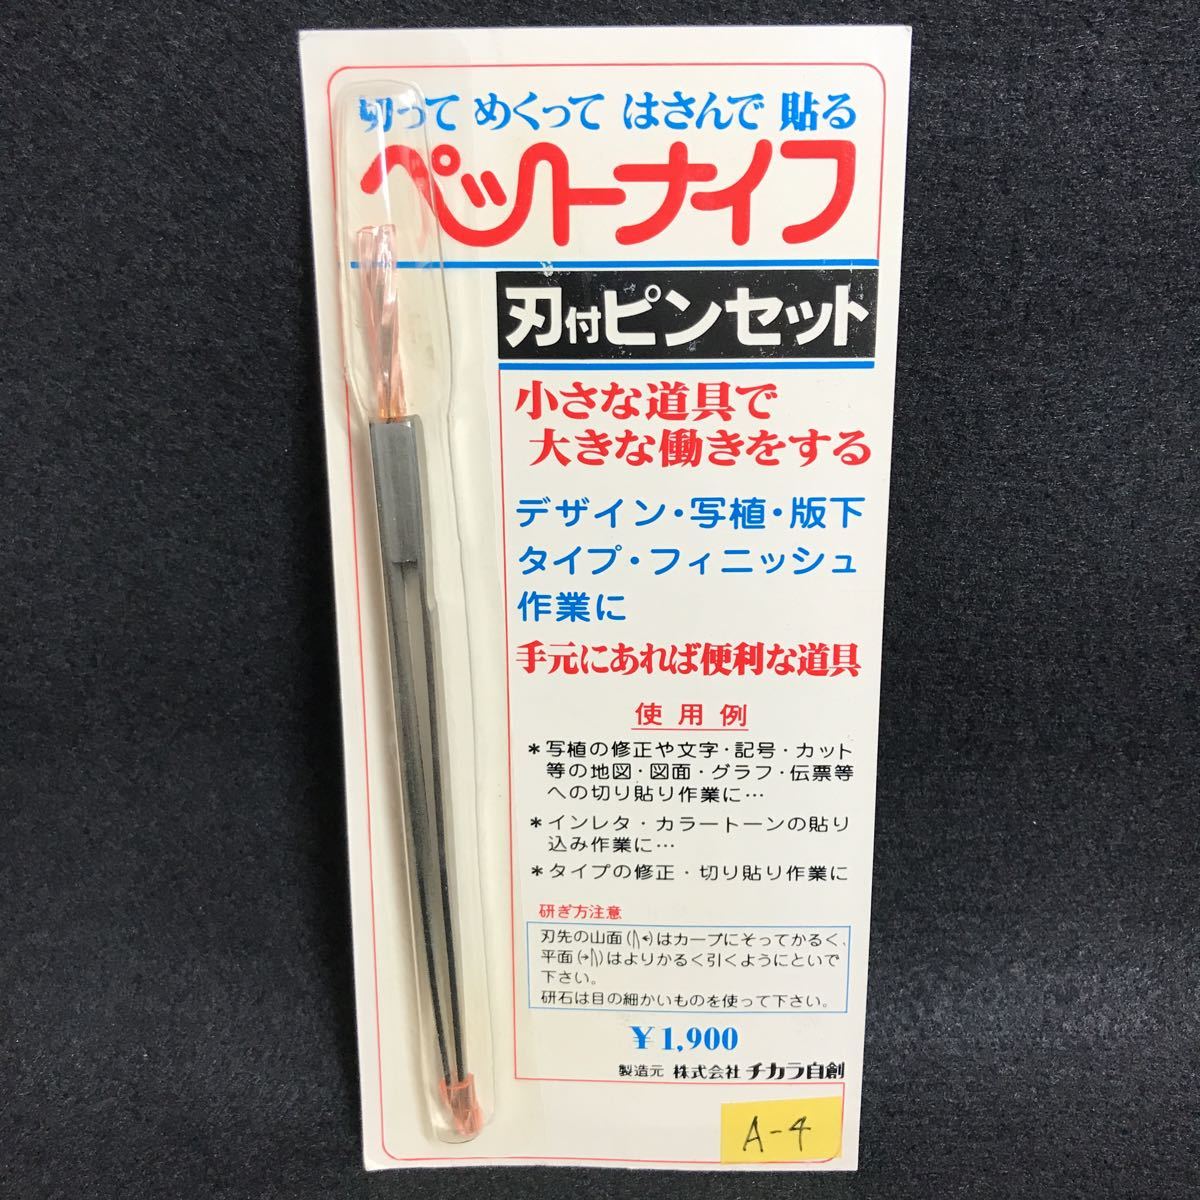 切って めくって はさんで 貼る
ペットナイフ
刃付ピンセット
小さな道具で
大きな働きをする
デザイン・写植・版下
タイプ・フィニッシュ
作業に
手元にあれば便利な道具
使用例
*写植の修正や文字・記号・カット
等の地図・図面・グラフ・伝票等
への切り貼り作業に…
*インレタ・カラートーンの貼り
込み作業に…
*タイプの修正・切り貼り作業に
研ぎ方注意
刃先の山面()はカーブにそってかるく、
平面()はよりかるく引くようにといで
下さい。
砥石は目の細かいものを使って下さい。
¥1,900
製造元 株式会社 チカラ自創
A-4